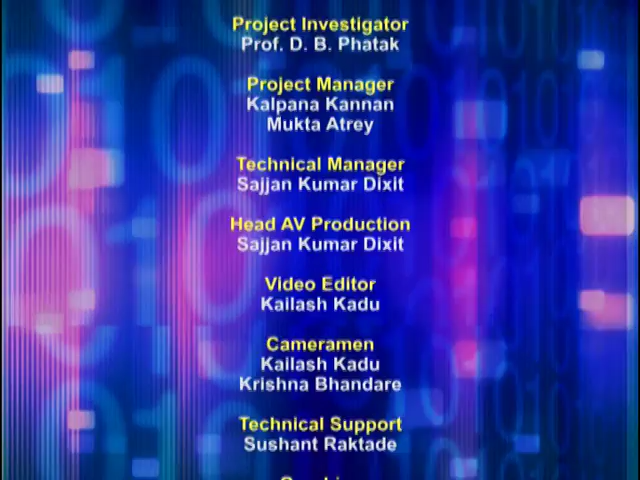 Project Investigator
Prof. D. B. Phatak
Project Manager
Kalpana Kannan
Mukta Atrey
Technical Manager
Sajjan Kumar Dixit
Head AV Production
Sajjan Kumar Dixit
Video Editor
Kailash Kadu
Cameramen
Kailash Kadu
Krishna Bhandare
Technical Support
Sushant Raktade